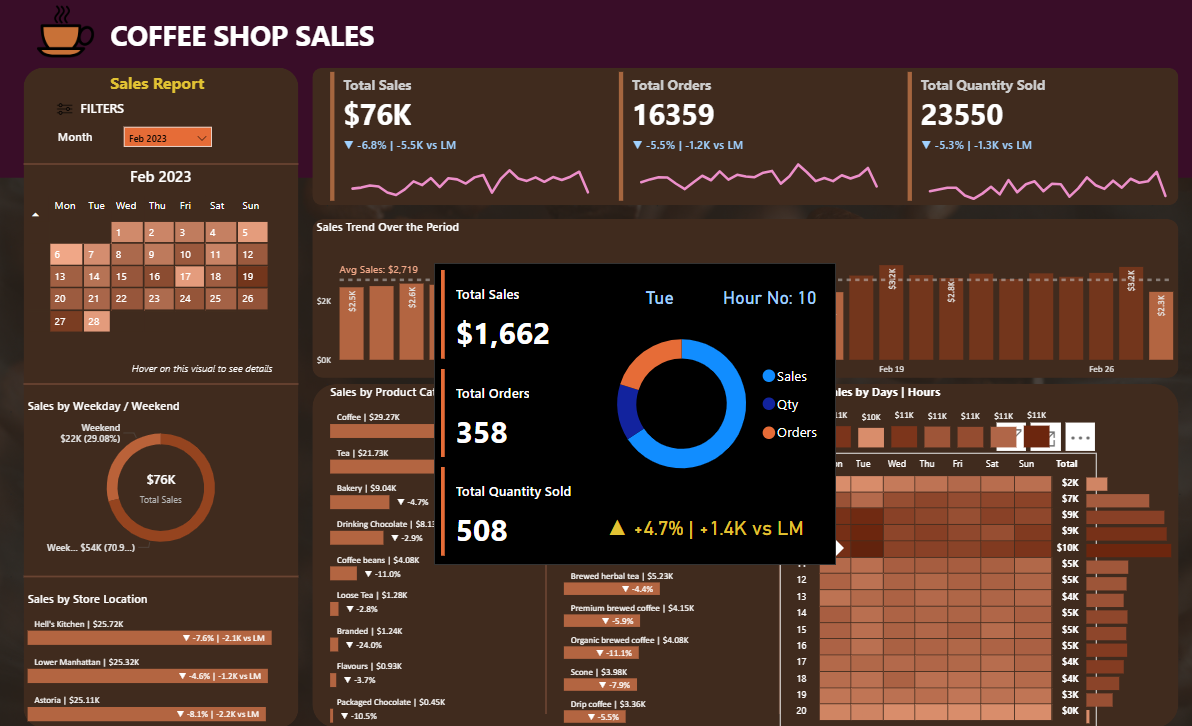 COFFEE SHOP SALES
Sales Report
FILTERS
Month
Feb 2023
Feb 2023
Mon Tue Wed Thu Fri Sat Sun
1 2 3 4 5
6 7 8 9 10 11 12
13 14 15 16 17 18 19
20 21 22 23 24 25 26
27 28
Hover on this visual to see details
Sales by Weekday / Weekend
Weekend
$22K (29.08%)
$76K
Total Sales
Week... $54K (70.9...)
Sales by Store Location
Hell's Kitchen | $25.72K
▼ -7.6% | -2.1K vs LM
Lower Manhattan | $25.32K
▼ -4.6% | -1.2K vs LM
Astoria | $25.11K
▼ -8.1% | -2.2K vs LM
Total Sales
$76K
▼ -6.8% | -5.5K vs LM
Total Orders
16359
▼ -5.5% | -1.2K vs LM
Total Quantity Sold
23550
▼ -5.3% | -1.3K vs LM
Sales Trend Over the Period
Avg Sales: $2,719
$2K
$0K
$2.5K
$2.6K
$3.2K
$2.8K
$3.2K
$2.3K
Feb 19
Feb 26
Total Sales
$1,662
Total Orders
358
Total Quantity Sold
508
Tue
Hour No: 10
Sales
Qty
Orders
▲ +4.7% | +1.4K vs LM
Sales by Product Cat
Coffee | $29.27K
Tea | $21.73K
Bakery | $9.04K
▼ -4.7%
Drinking Chocolate | $8.13
▼ -2.9%
Coffee beans | $4.08K
▼ -11.0%
Loose Tea | $1.28K
▼ -2.8%
Branded | $1.24K
▼ -24.0%
Flavours | $0.93K
▼ -3.7%
Packaged Chocolate | $0.45K
▼ -10.5%
Brewed herbal tea | $5.23K
▼ -4.4%
Premium brewed coffee | $4.15K
▼ -5.9%
Organic brewed coffee | $4.08K
▼ -11.1%
Scone | $3.98K
▼ -7.9%
Drip coffee | $3.36K
▼ -5.5%
ales by Days | Hours
11K $10K $11K $11K $11K $11K $11K
on Tue Wed Thu Fri Sat Sun Total
$2K
$7K
$9K
$9K
$10K
$5K
12 $5K
13 $4K
14 $5K
15 $5K
16 $5K
17 $4K
18 $4K
19 $3K
20 $0K